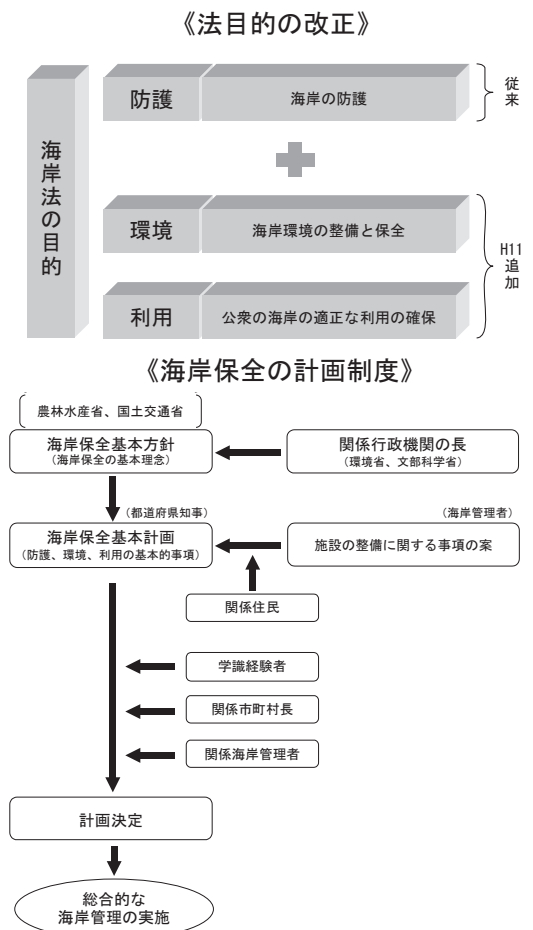 《法目的の改正》
海岸法の目的
防護
海岸の防護
従来
環境
海岸環境の整備と保全
利用
公衆の海岸の適正な利用の確保
H11追加
《海岸保全の計画制度》
農林水産省、国土交通省
海岸保全基本方針
(海岸保全の基本理念)
関係行政機関の長
(環境省、文部科学省)
(都道府県知事)
海岸保全基本計画
(防護、環境、利用の基本的事項)
(海岸管理者)
施設の整備に関する事項の案
関係住民
学識経験者
関係市町村長
関係海岸管理者
計画決定
総合的な
海岸管理の実施